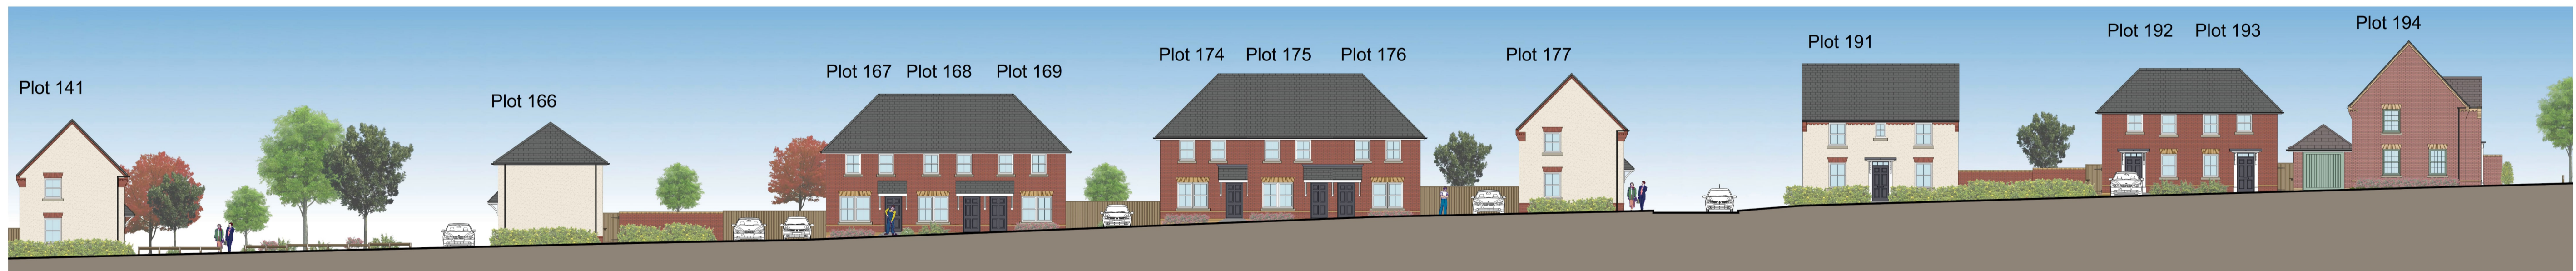 Plot 141
Plot 166
Plot 167 Plot 168 Plot 169
Plot 174 Plot 175 Plot 176
Plot 177
Plot 191
Plot 192 Plot 193
Plot 194